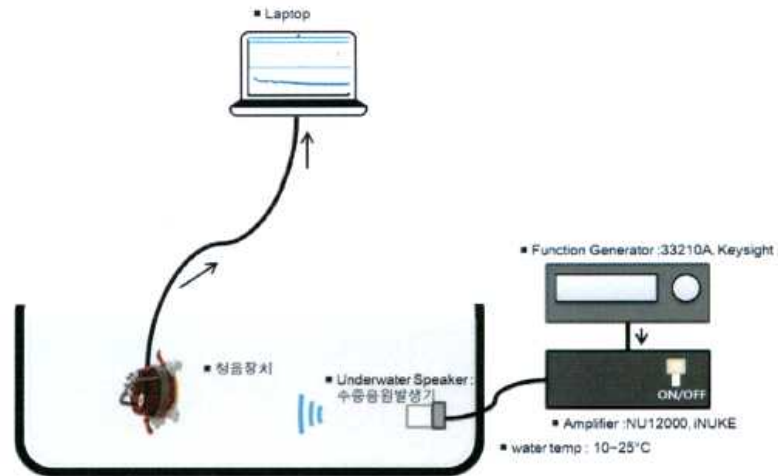 ▪ Laptop
▪ Function Generator :33210A, Keysight
▪ 청음장치
▪ Underwater Speaker :
수중음원발생기
ON/OFF
▪ Amplifier :NU12000, iNUKE
▪ water temp : 10~25°C